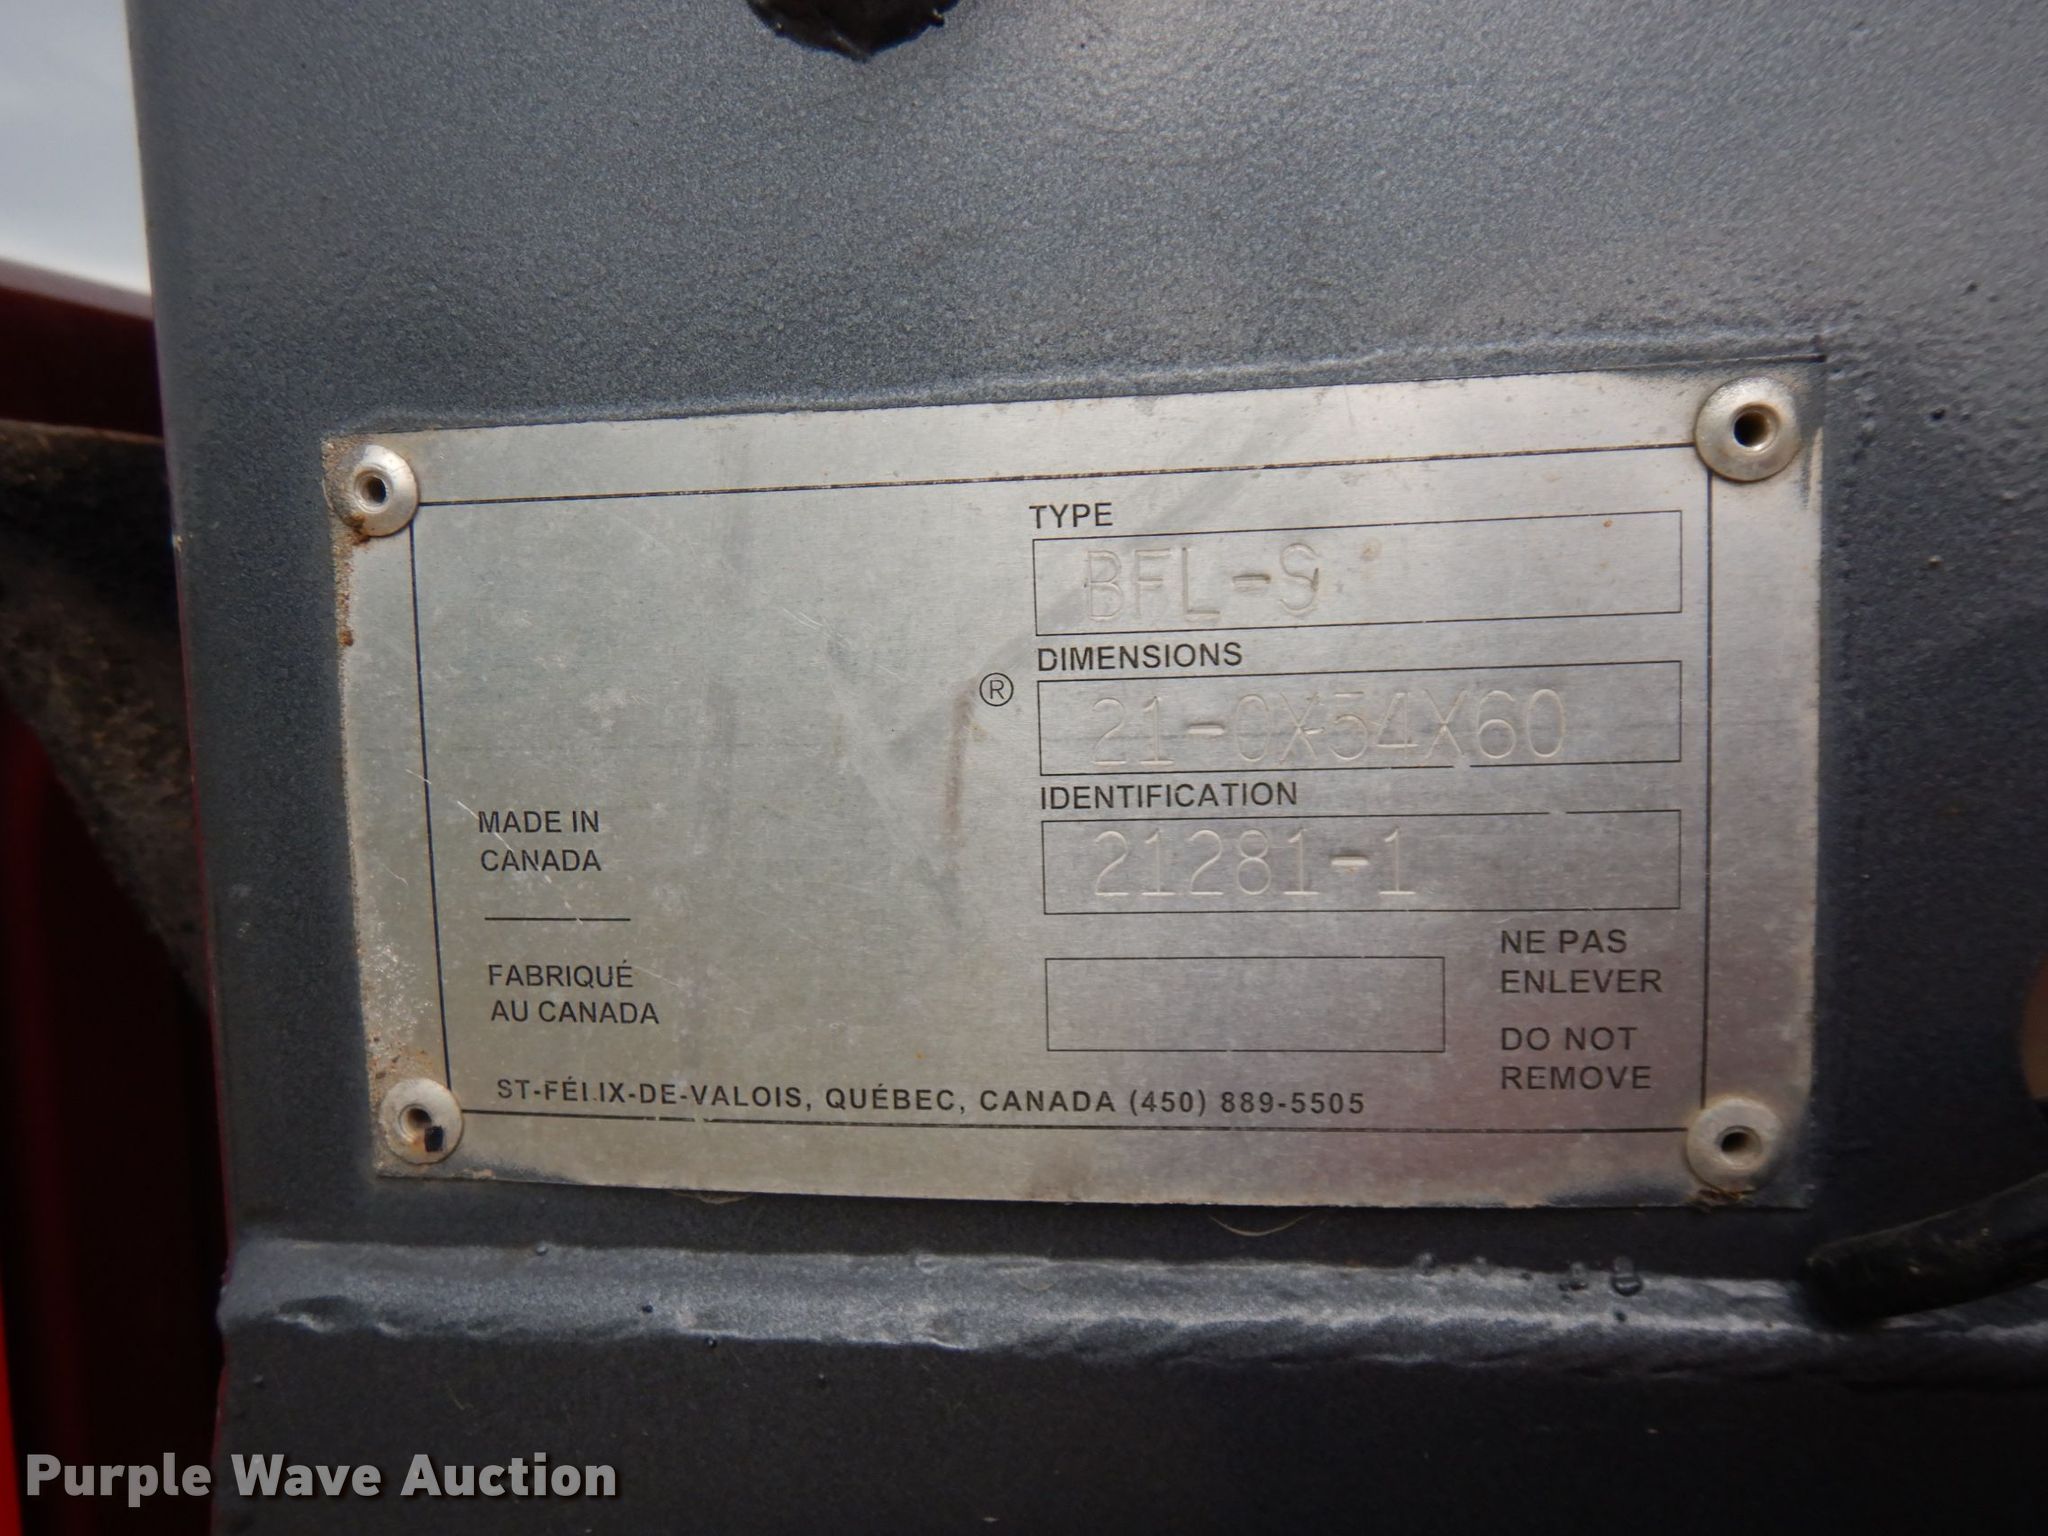 TYPE
BFL-S
DIMENSIONS
21-0X54X60
®
IDENTIFICATION
21281-1
MADE IN
CANADA
FABRIQUÉ
AU CANADA
NE PAS
ENLEVER
DO NOT
REMOVE
ST-FÉLIX-DE-VALOIS, QUÉBEC, CANADA (450) 889-5505
Purple Wave Auction